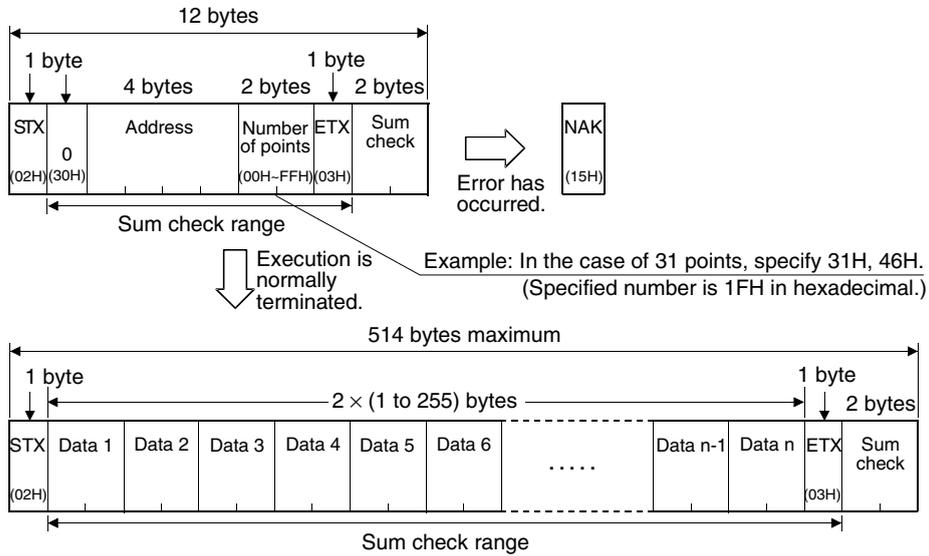 12 bytes
1 byte
1 byte
4 bytes
2 bytes
2 bytes
STX
(02H)
0
(30H)
Address
Number
of points
(00H~FFH)
ETX
(03H)
Sum
check
Sum check range
Error has
occurred.
NAK
(15H)
Execution is
normally
terminated.
Example: In the case of 31 points, specify 31H, 46H.
(Specified number is 1FH in hexadecimal.)
514 bytes maximum
1 byte
2 × (1 to 255) bytes
1 byte
2 bytes
STX
(02H)
Data 1
Data 2
Data 3
Data 4
Data 5
Data 6
.....
Data n-1
Data n
ETX
(03H)
Sum
check
Sum check range